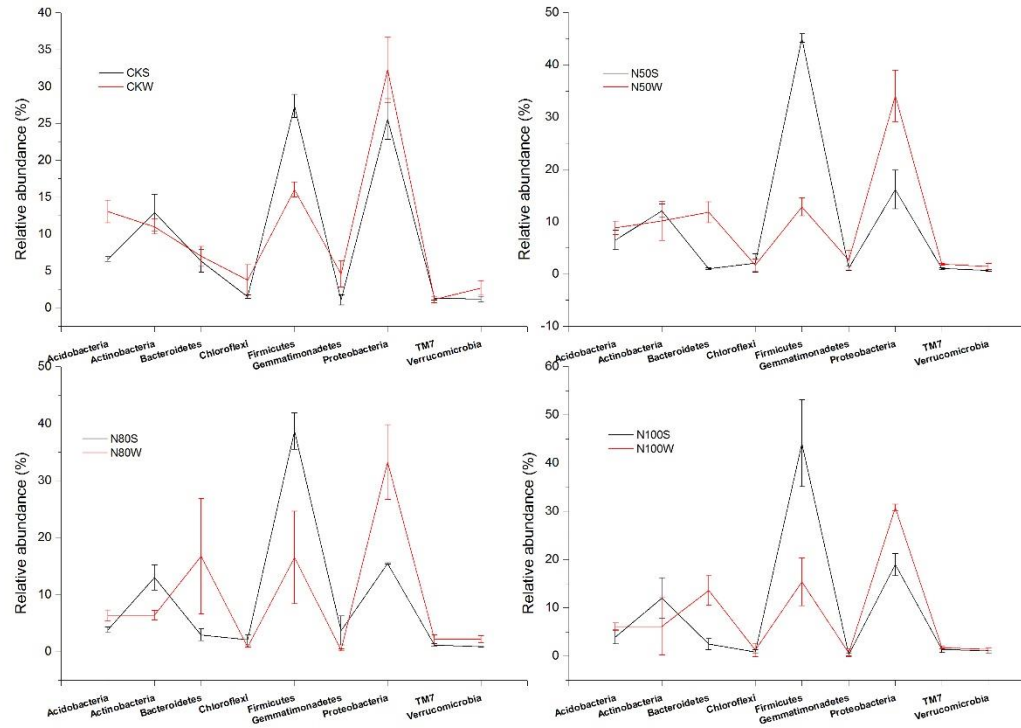 40
35
30
25
20
15
10
5
0
Relative abundance (%)
CKS
CKW
Acidobacteria
Actinobacteria
Bacteroidetes
Chloroflexi
Firmicutes
Gemmatimonadetes
Proteobacteria
TM7
Verrucomicrobia
50
40
30
20
10
0
-10
Relative abundance (%)
N50S
N50W
Acidobacteria
Actinobacteria
Bacteroidetes
Chloroflexi
Firmicutes
Gemmatimonadetes
Proteobacteria
TM7
Verrucomicrobia
50
40
30
20
10
0
Relative abundance (%)
N80S
N80W
Acidobacteria
Actinobacteria
Bacteroidetes
Chloroflexi
Firmicutes
Gemmatimonadetes
Proteobacteria
TM7
Verrucomicrobia
60
50
40
30
20
10
0
Relative abundance (%)
N100S
N100W
Acidobacteria
Actinobacteria
Bacteroidetes
Chloroflexi
Firmicutes
Gemmatimonadetes
Proteobacteria
TM7
Verrucomicrobia